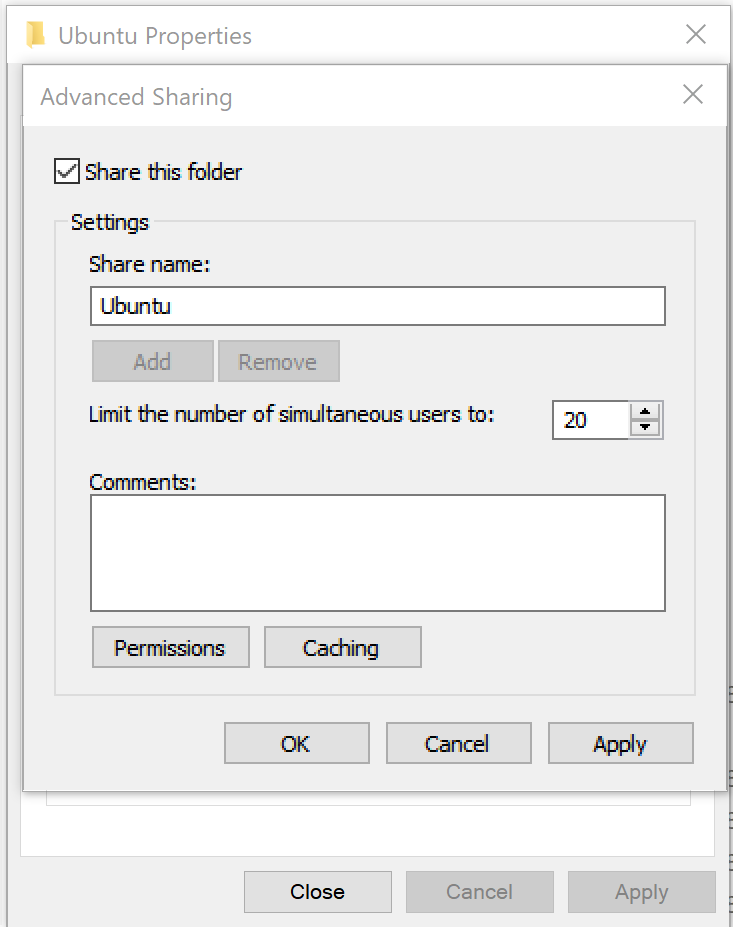 Ubuntu Properties
Advanced Sharing
Share this folder
Settings
Share name:
Ubuntu
Add Remove
Limit the number of simultaneous users to: 20
Comments:
Permissions Caching
OK Cancel Apply
Close Cancel Apply